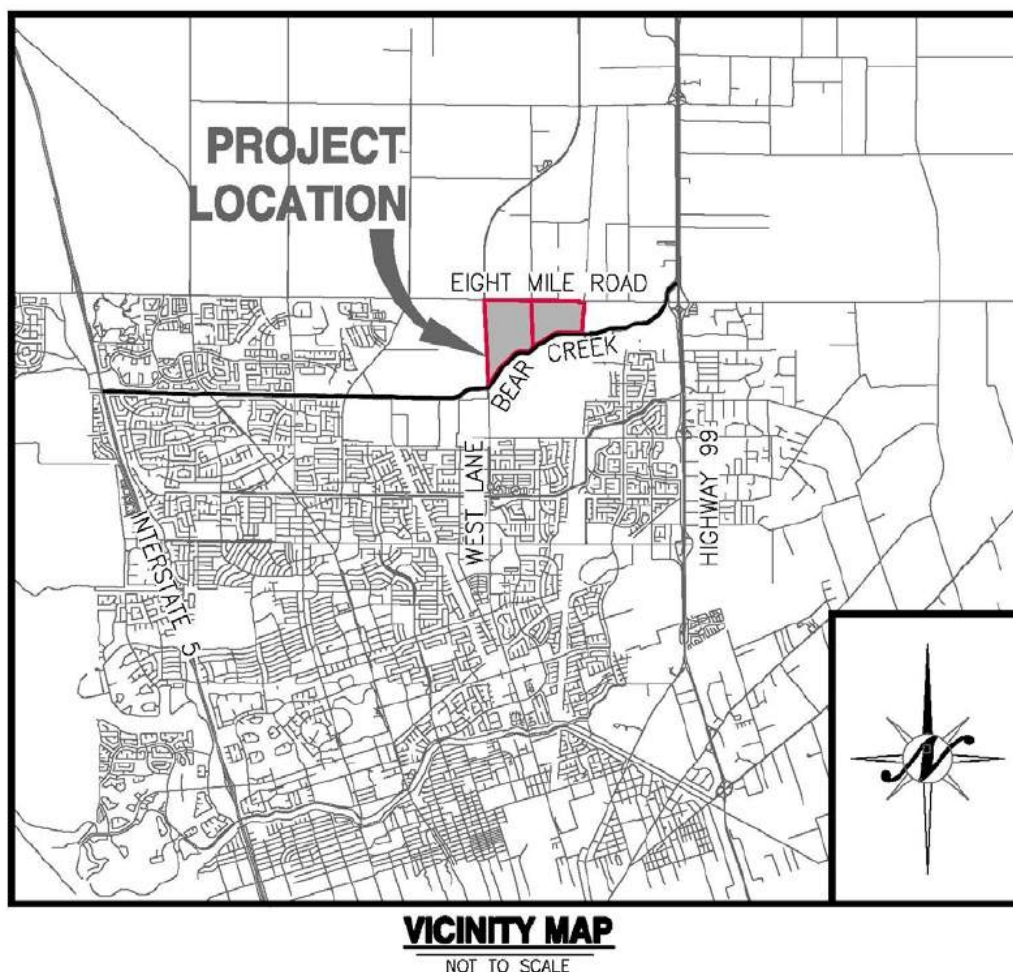 PROJECT
LOCATION
EIGHT MILE ROAD
BEAR CREEK
WEST LANE
HIGHWAY 99
INTERSTATE 5
N
VICINITY MAP
NOT TO SCALE